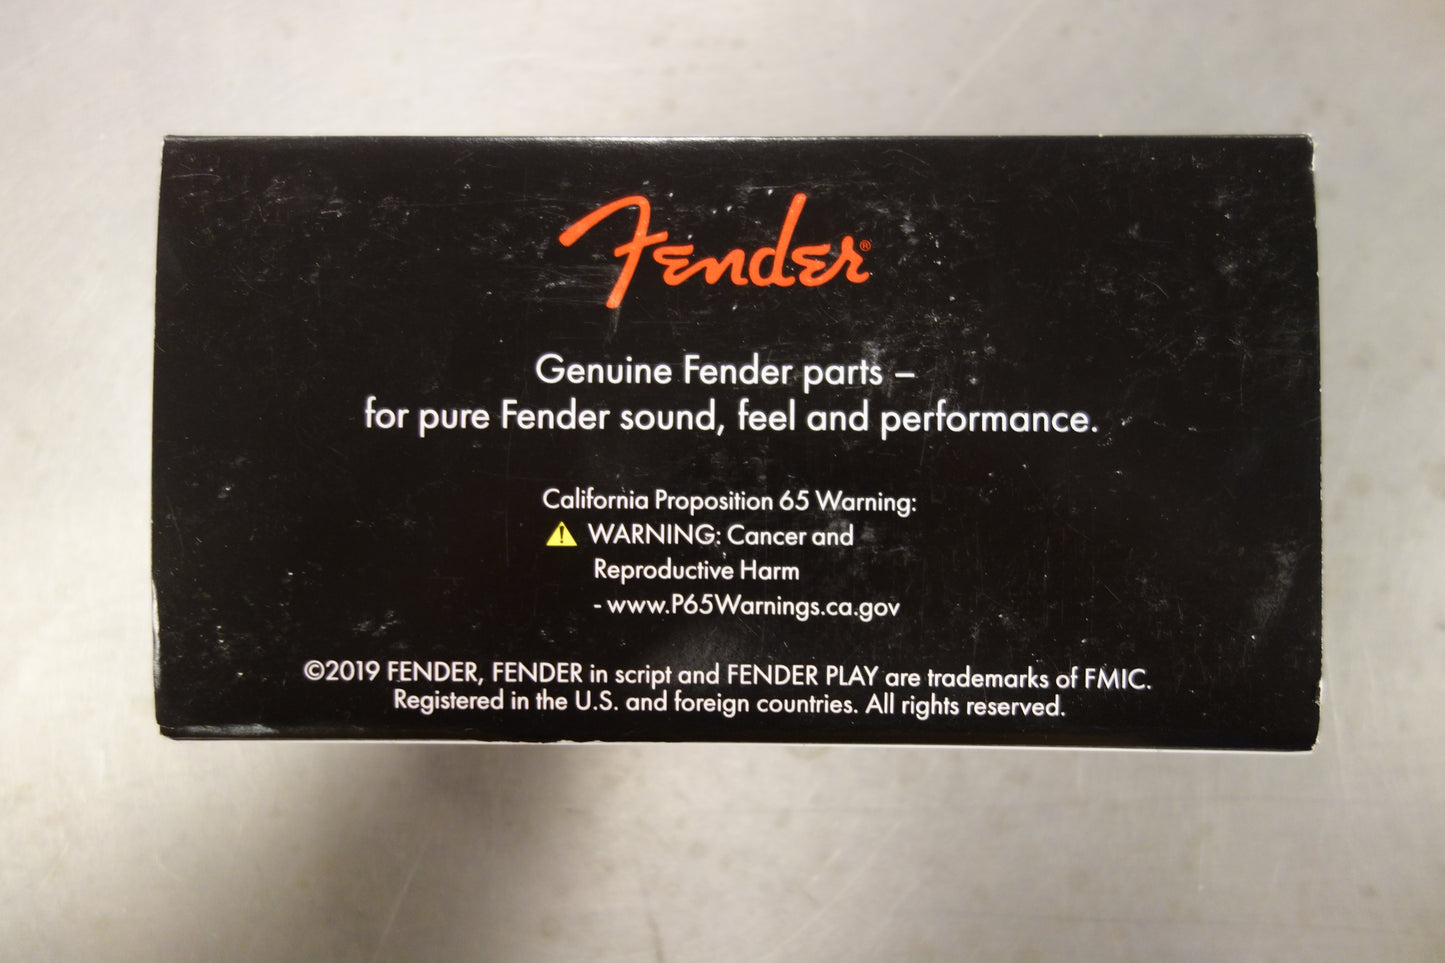 Fender®
Genuine Fender parts –
for pure Fender sound, feel and performance.
California Proposition 65 Warning:
⚠ WARNING: Cancer and
Reproductive Harm
- www.P65Warnings.ca.gov
©2019 FENDER, FENDER in script and FENDER PLAY are trademarks of FMIC.
Registered in the U.S. and foreign countries. All rights reserved.